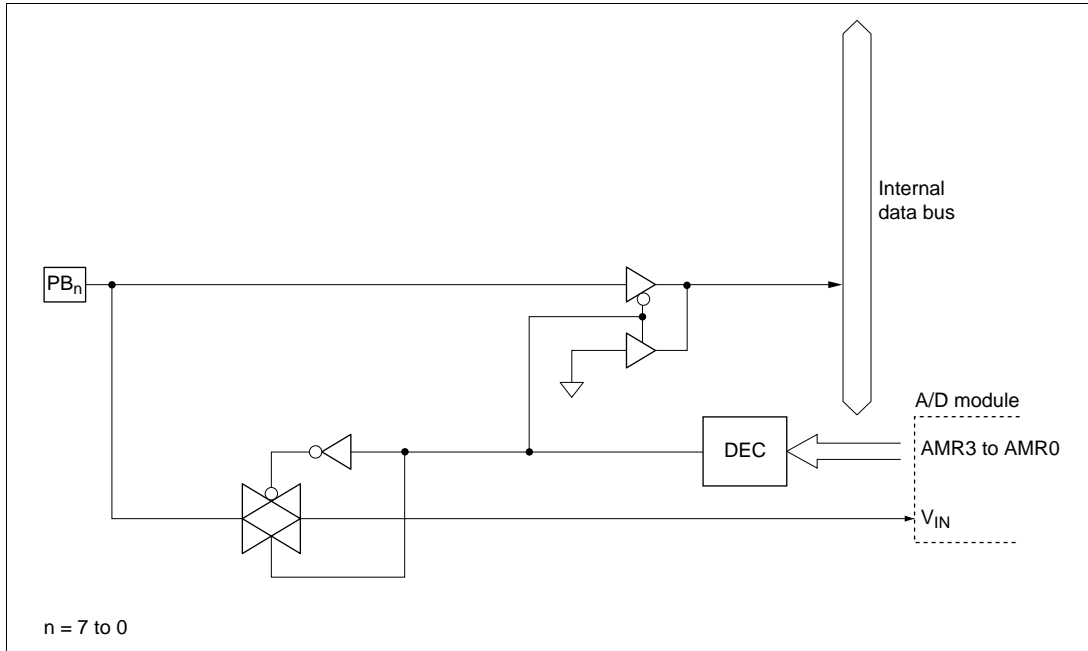 Internal
data bus
PBn
A/D module
DEC
AMR3 to AMR0
VIN
n = 7 to 0